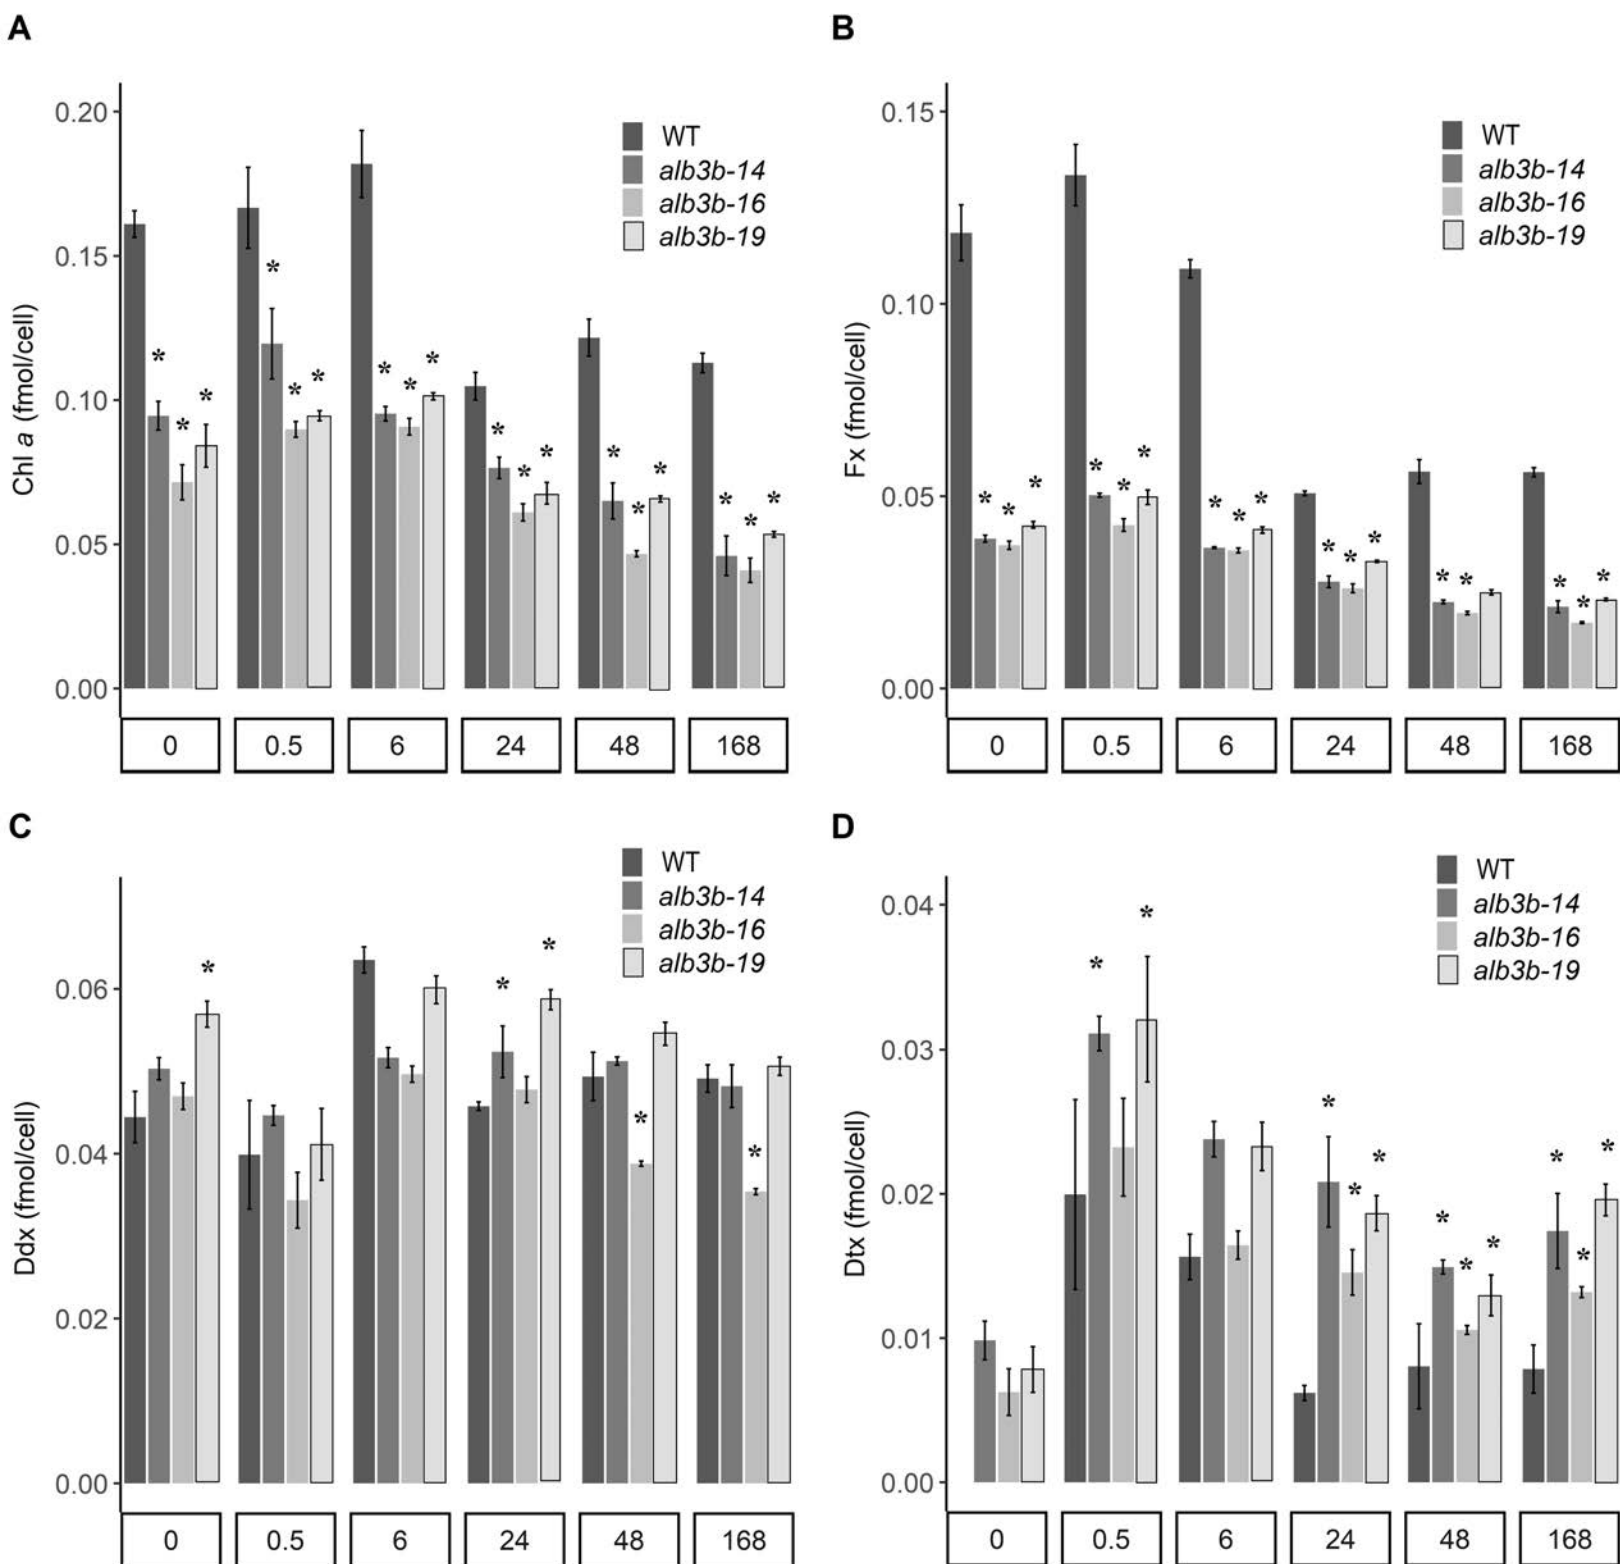 A
Chl a (fmol/cell)
0.20
0.15
0.10
0.05
0.00
WT
alb3b-14
alb3b-16
alb3b-19
* * *
* * *
* * *
* * *
* * *
* * *
0 0.5 6 24 48 168
B
Fx (fmol/cell)
0.15
0.10
0.05
0.00
WT
alb3b-14
alb3b-16
alb3b-19
* * *
* * *
* * *
* * *
* *
* * *
0 0.5 6 24 48 168
C
Ddx (fmol/cell)
0.06
0.04
0.02
0.00
WT
alb3b-14
alb3b-16
alb3b-19
*
* *
*
*
0 0.5 6 24 48 168
D
Dtx (fmol/cell)
0.04
0.03
0.02
0.01
0.00
WT
alb3b-14
alb3b-16
alb3b-19
* *
* * *
* * *
* * *
0 0.5 6 24 48 168